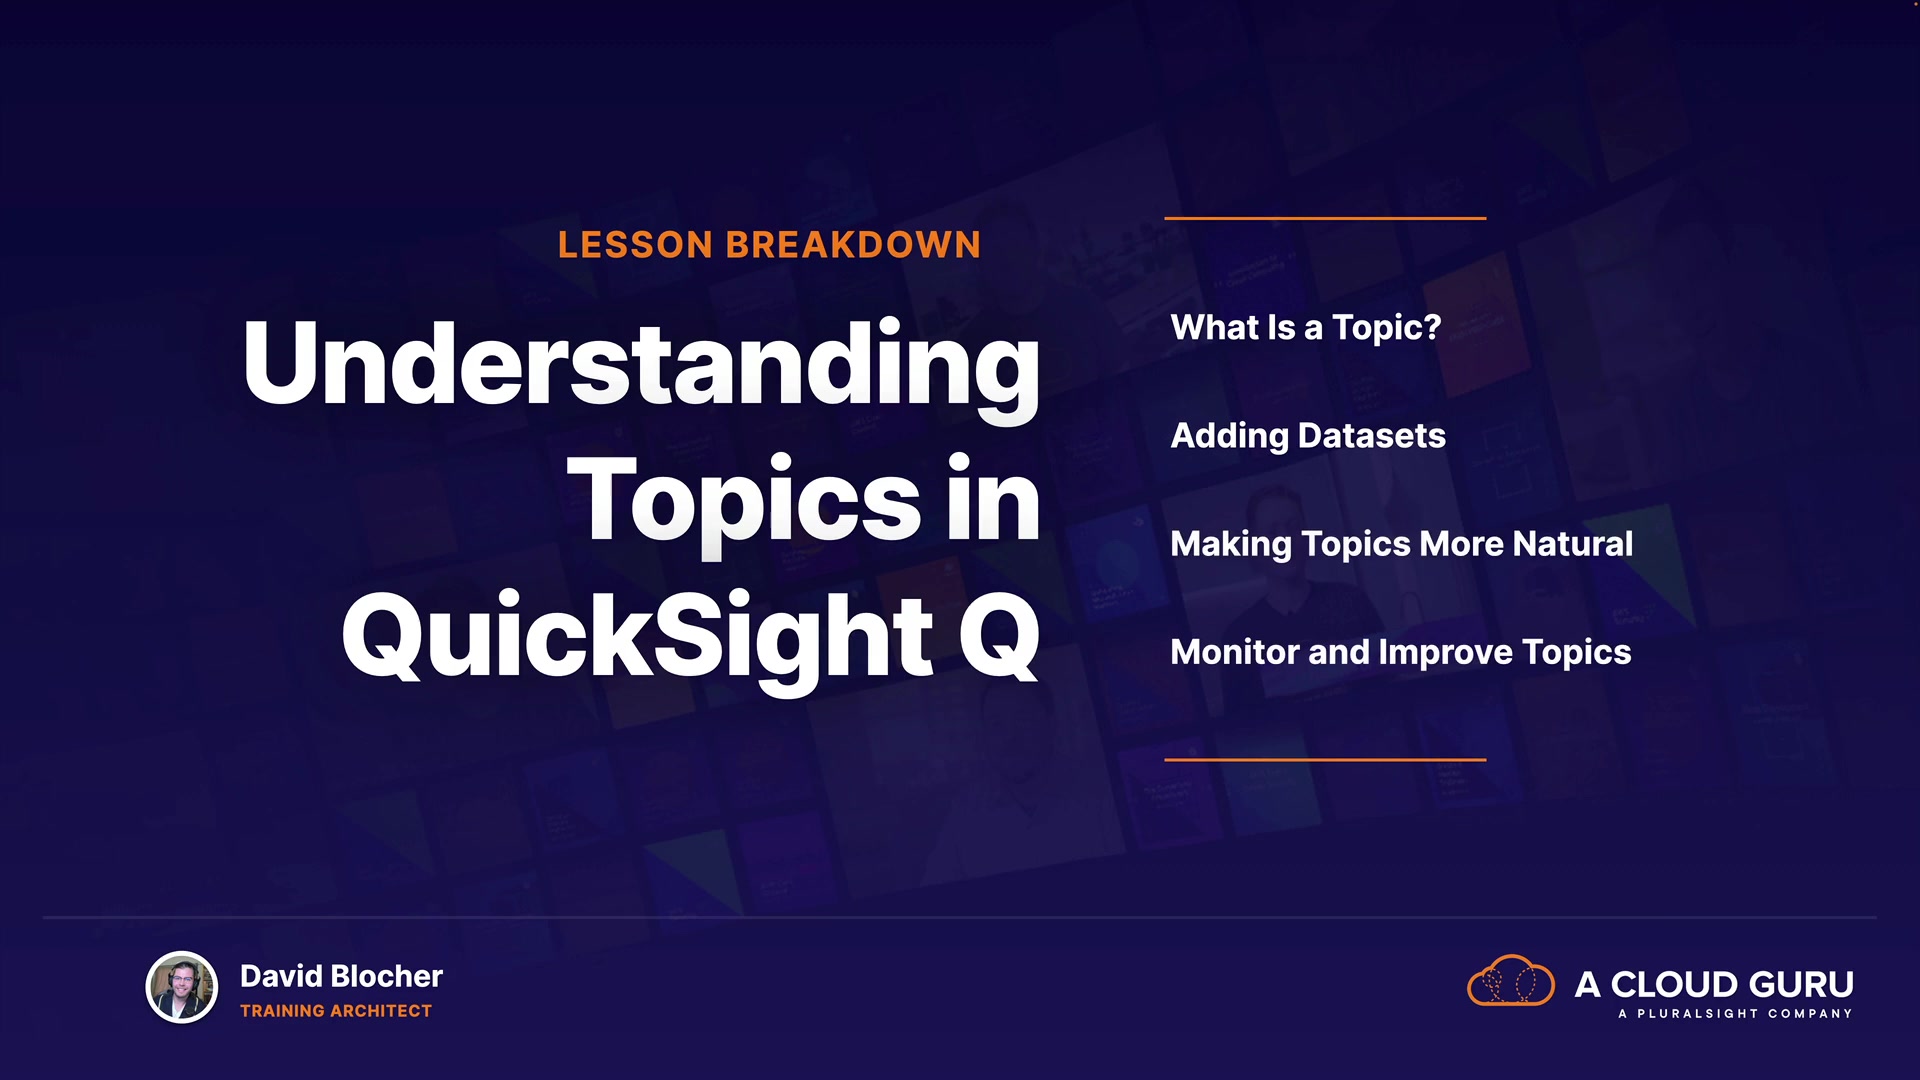 LESSON BREAKDOWN
Understanding
Topics in
QuickSight Q
What Is a Topic?
Adding Datasets
Making Topics More Natural
Monitor and Improve Topics
David Blocher
TRAINING ARCHITECT
A CLOUD GURU
A PLURALSIGHT COMPANY